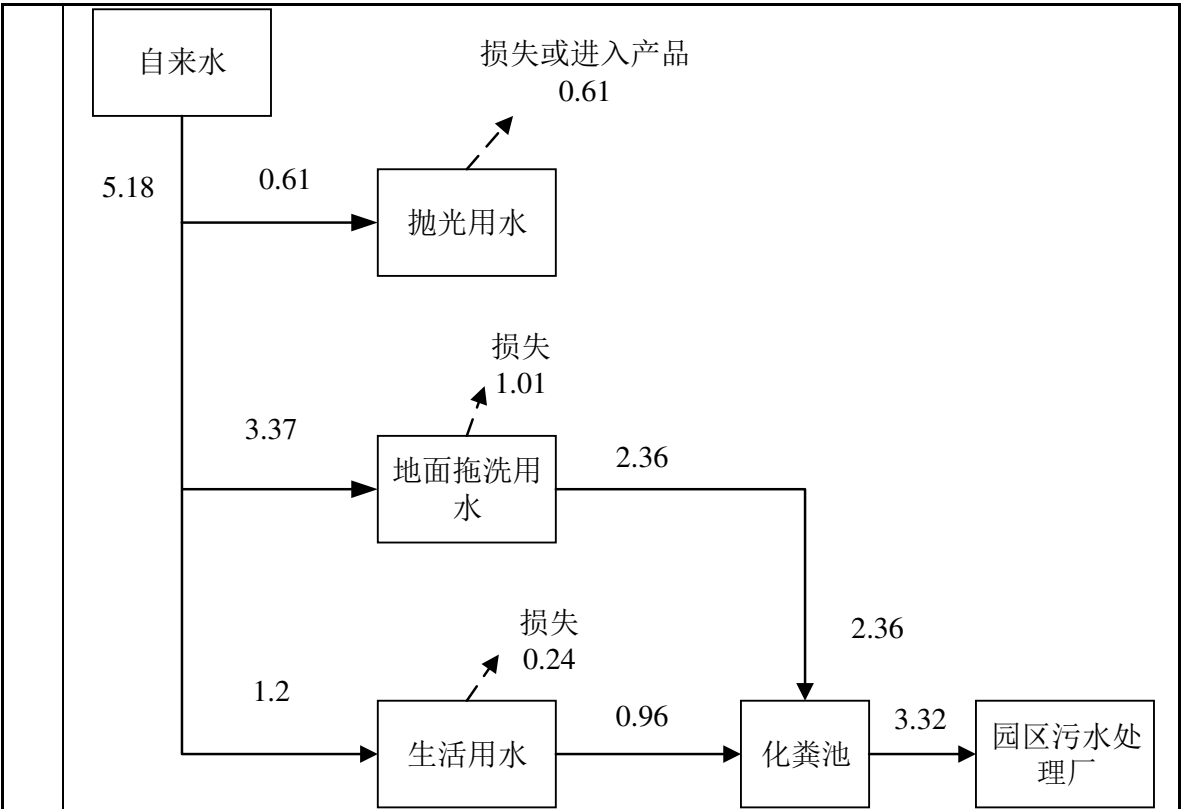 自来水
损失或进入产品
0.61
5.18
0.61
抛光用水
损失
1.01
3.37
地面拖洗用
水
2.36
损失
0.24
2.36
1.2
生活用水
0.96
化粪池
3.32
园区污水处
理厂